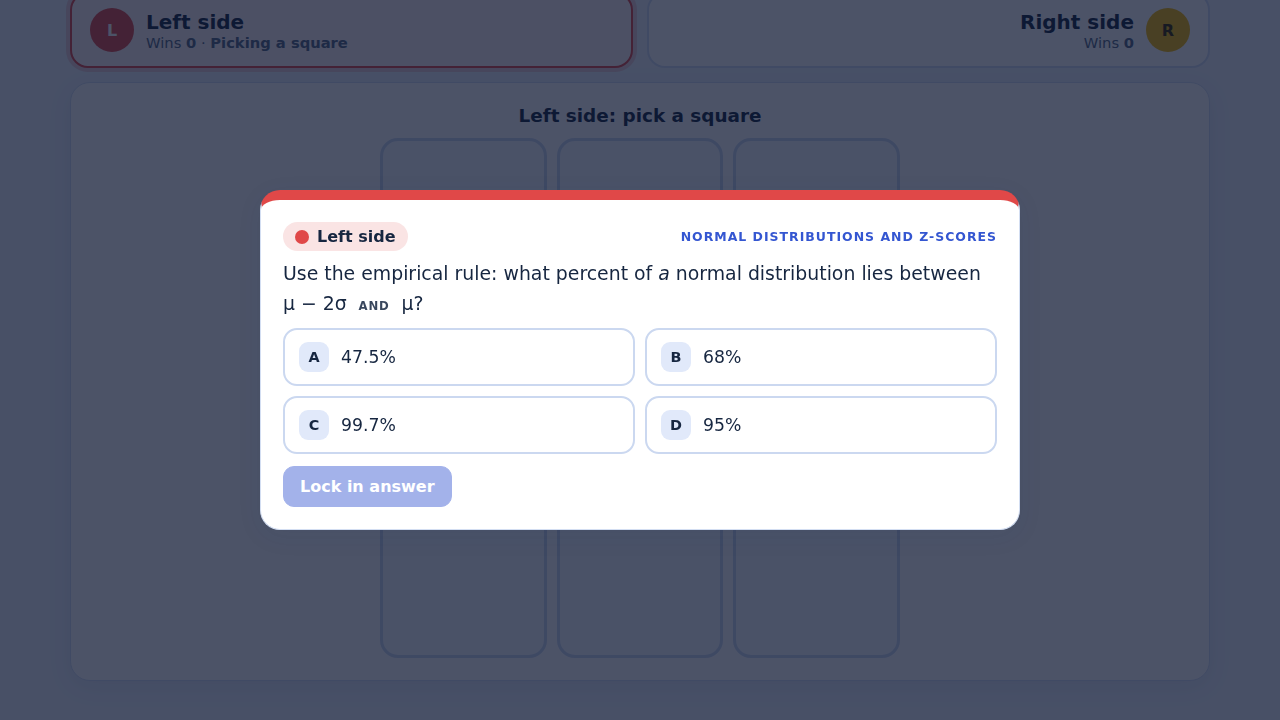 L
Left side
Wins 0 · Picking a square
Right side
Wins 0
R
Left side: pick a square
Left side
NORMAL DISTRIBUTIONS AND Z-SCORES
Use the empirical rule: what percent of a normal distribution lies between
μ − 2σ AND μ?
A 47.5%
B 68%
C 99.7%
D 95%
Lock in answer